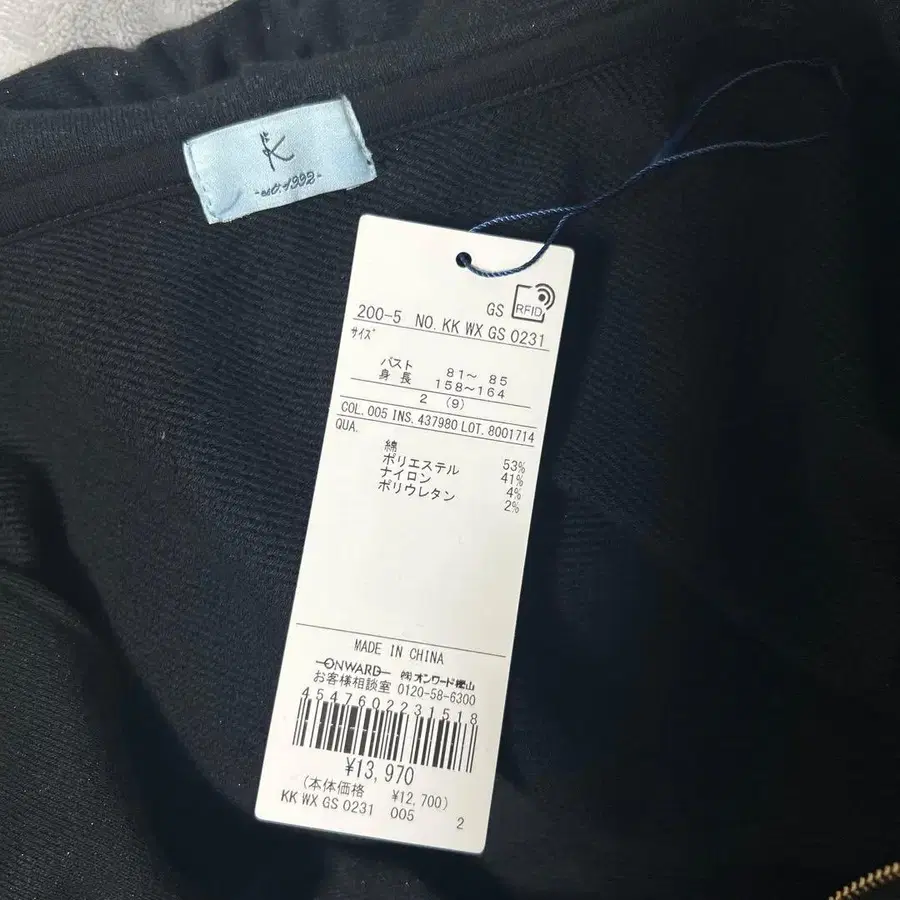 K
-est.1992-
GS RFID
200-5 NO. KK WX GS 0231
ｻｲｽﾞ
バスト 81～ 85
身 長 158～164
2 (9)
COL. 005 INS. 437980 LOT. 8001714
QUA.
綿 53%
ポリエステル 41%
ナイロン 4%
ポリウレタン 2%
MADE IN CHINA
ONWARD ㈱オンワード樫山
お客様相談室 0120-58-6300
4547602231518
¥13,970
(本体価格 ¥12,700)
KK WX GS 0231 005 2